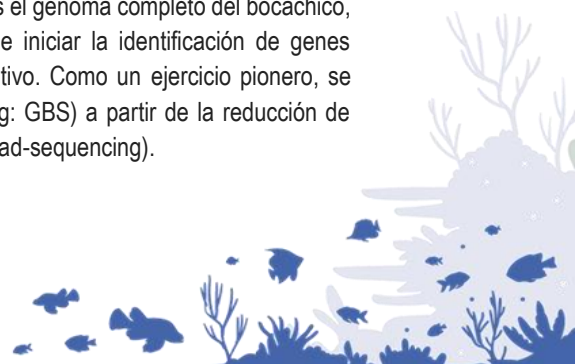 s el genoma completo del bocachico,
e iniciar la identificación de genes
tivo. Como un ejercicio pionero, se
g: GBS) a partir de la reducción de
ad-sequencing).